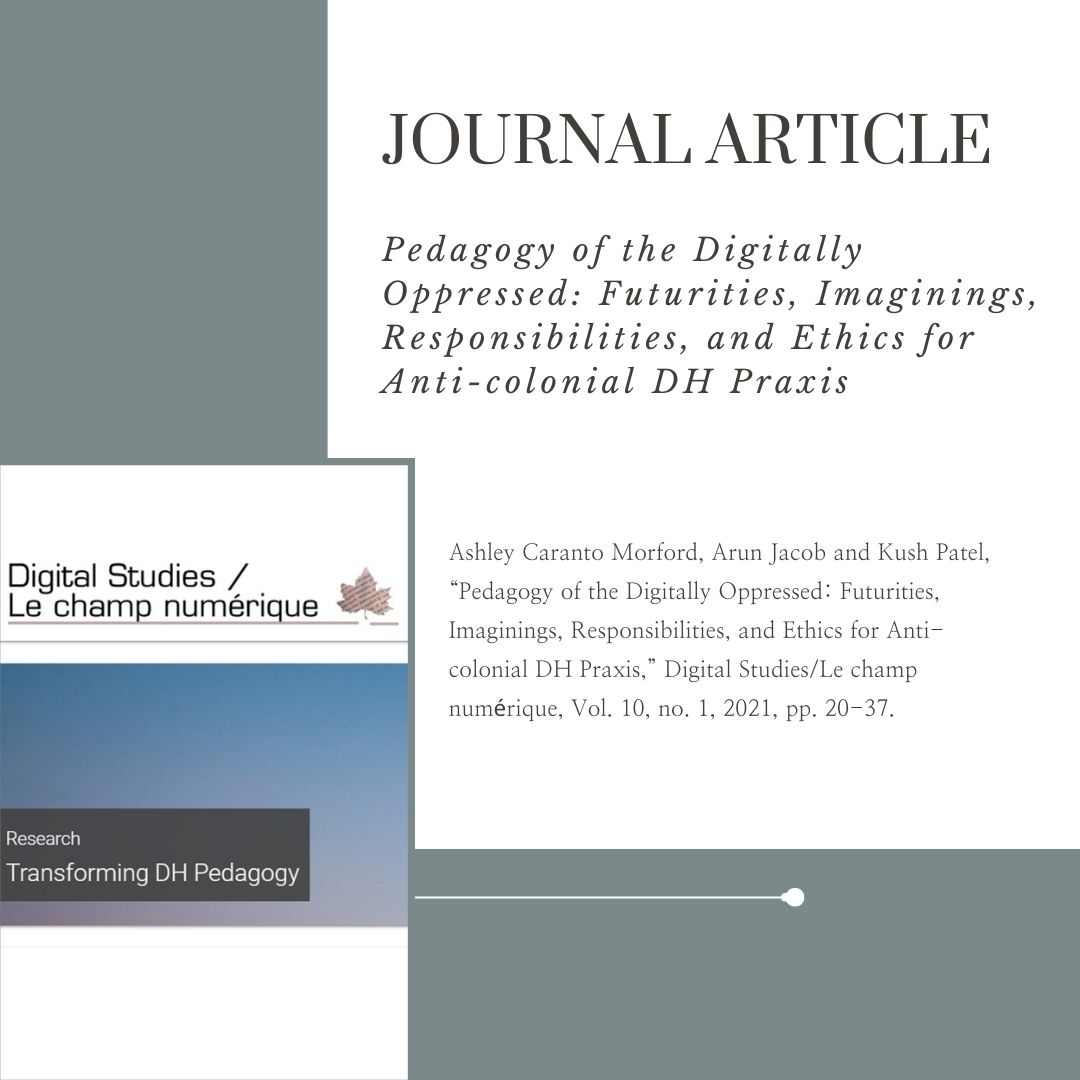 JOURNAL ARTICLE
Pedagogy of the Digitally
Oppressed: Futurities, Imaginings,
Responsibilities, and Ethics for
Anti-colonial DH Praxis
Digital Studies /
Le champ numérique
Ashley Caranto Morford, Arun Jacob and Kush Patel,
“Pedagogy of the Digitally Oppressed: Futurities,
Imaginings, Responsibilities, and Ethics for Anti-
colonial DH Praxis,” Digital Studies/Le champ
numérique, Vol. 10, no. 1, 2021, pp. 20-37.
Research
Transforming DH Pedagogy